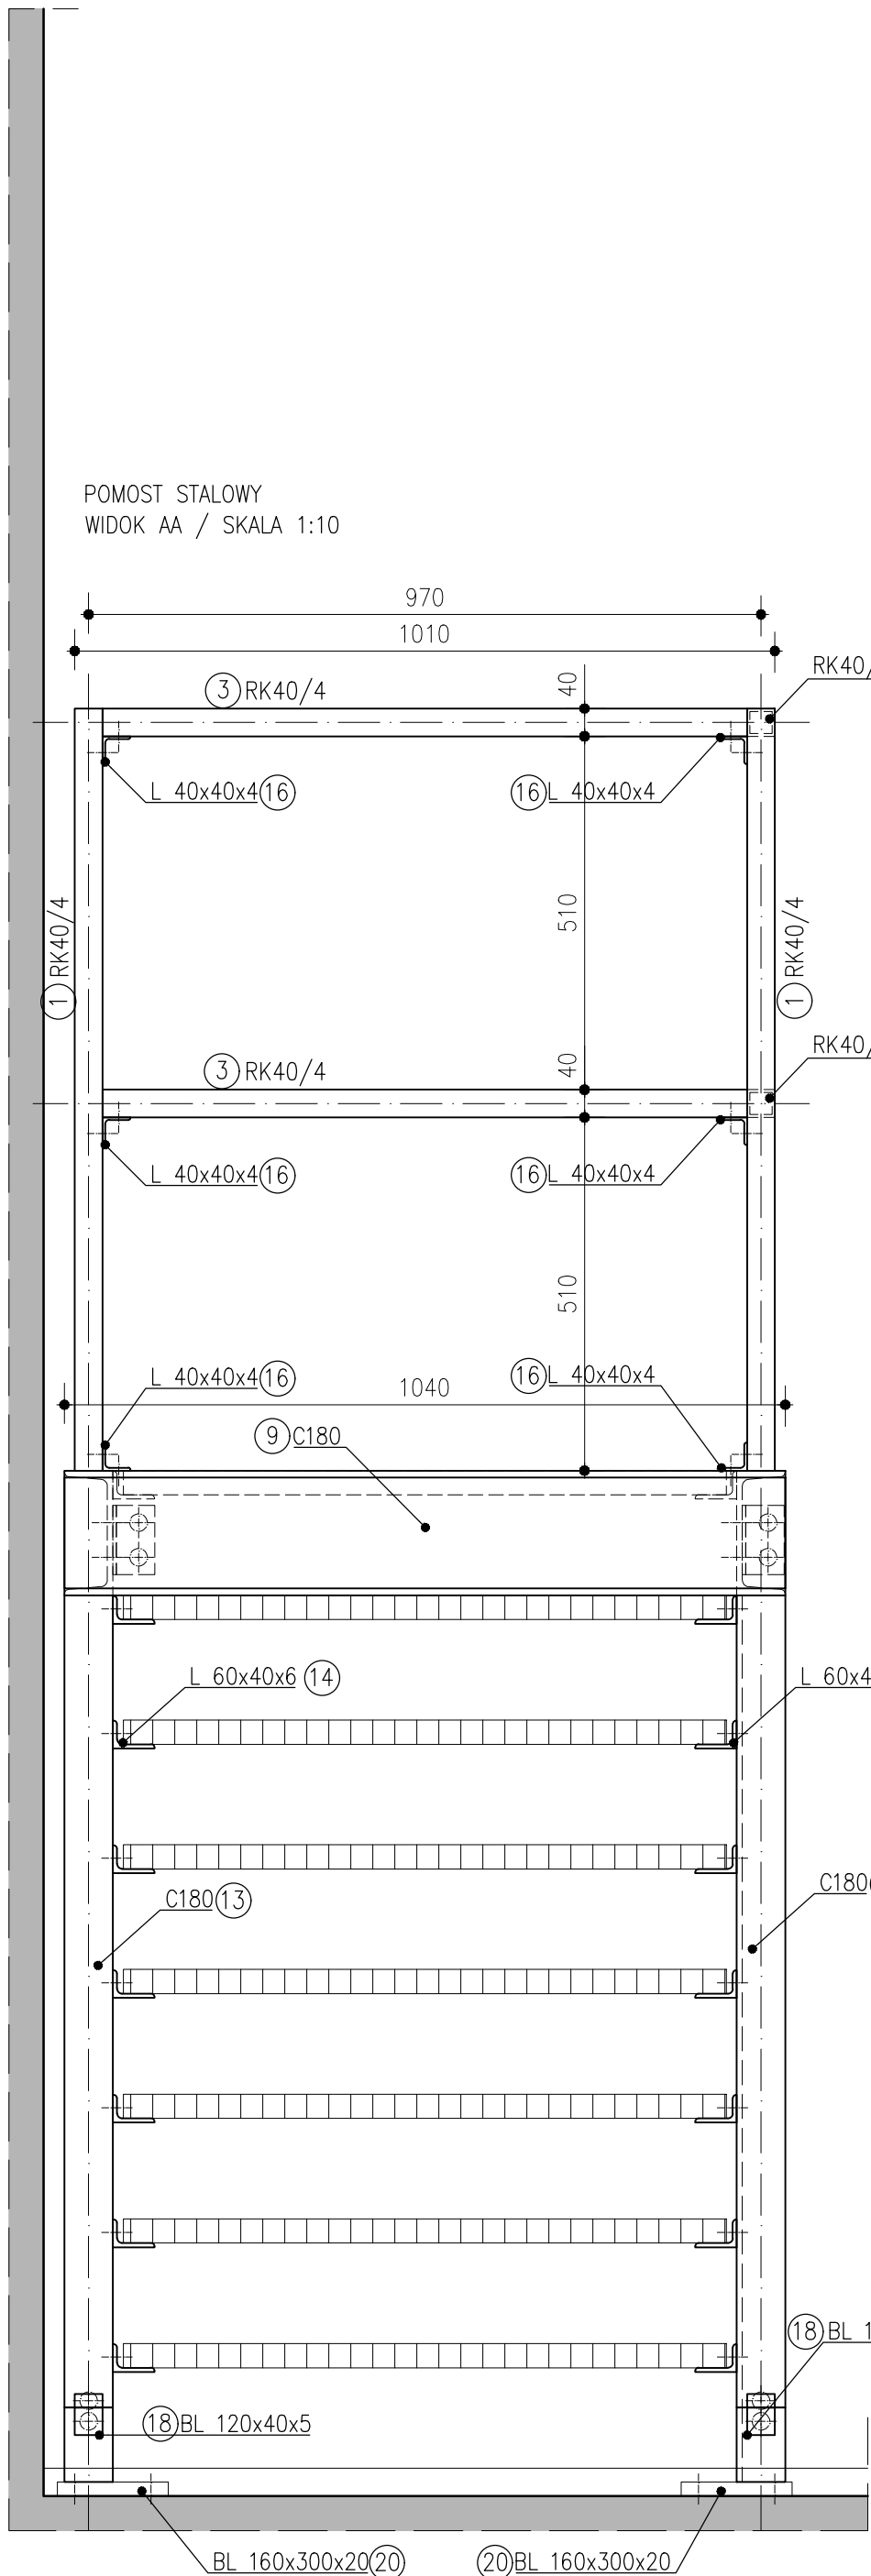 POMOST STALOWY
WIDOK AA / SKALA 1:10
970
1010
3 RK40/4
40
RK40/
L 40x40x4 16
16 L 40x40x4
510
1 RK40/4
1 RK40/4
3 RK40/4
40
RK40/
L 40x40x4 16
16 L 40x40x4
510
L 40x40x4 16
1040
16 L 40x40x4
9 C180
L 60x40x6 14
L 60x4
C180 13
C180
18 BL 1
18 BL 120x40x5
BL 160x300x20 20
20 BL 160x300x20